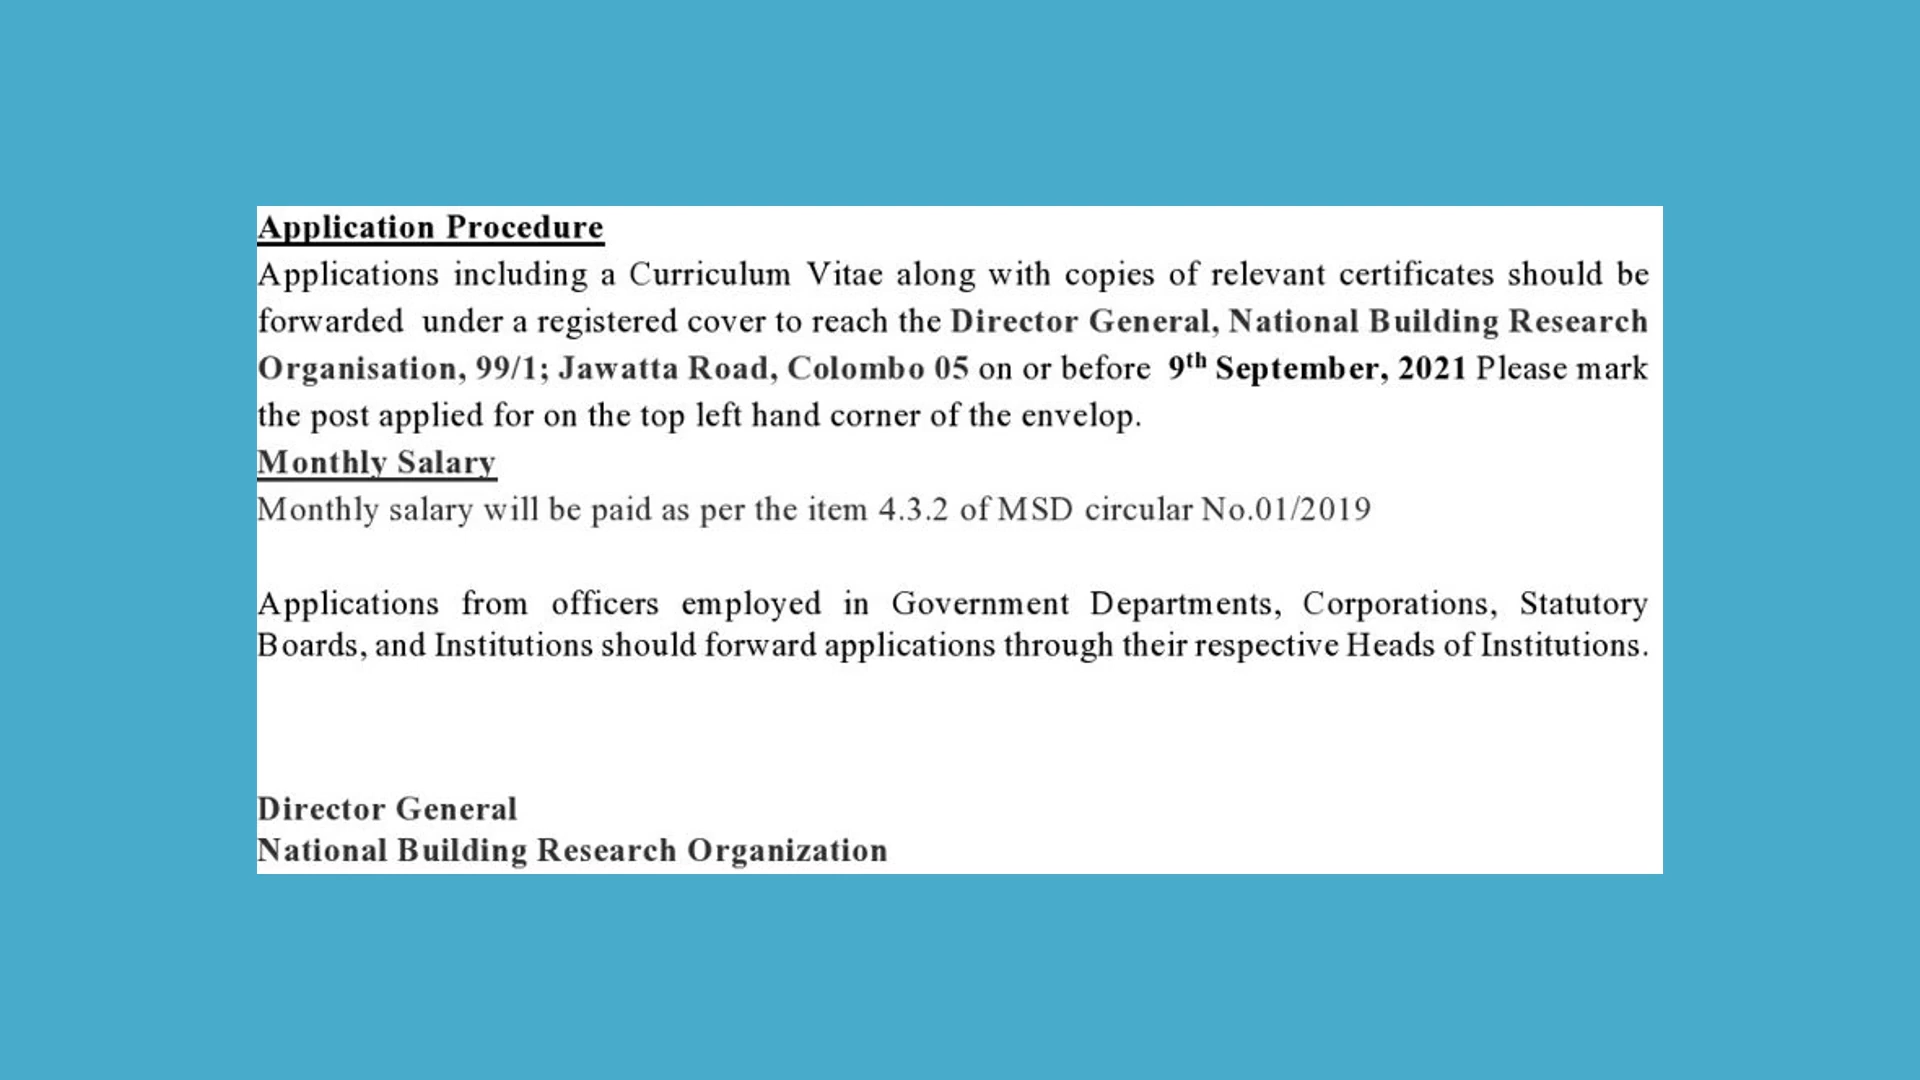 Application Procedure
Applications including a Curriculum Vitae along with copies of relevant certificates should be
forwarded under a registered cover to reach the Director General, National Building Research
Organisation, 99/1; Jawatta Road, Colombo 05 on or before 9th September, 2021 Please mark
the post applied for on the top left hand corner of the envelop.
Monthly Salary
Monthly salary will be paid as per the item 4.3.2 of MSD circular No.01/2019
Applications from officers employed in Government Departments, Corporations, Statutory
Boards, and Institutions should forward applications through their respective Heads of Institutions.
Director General
National Building Research Organization